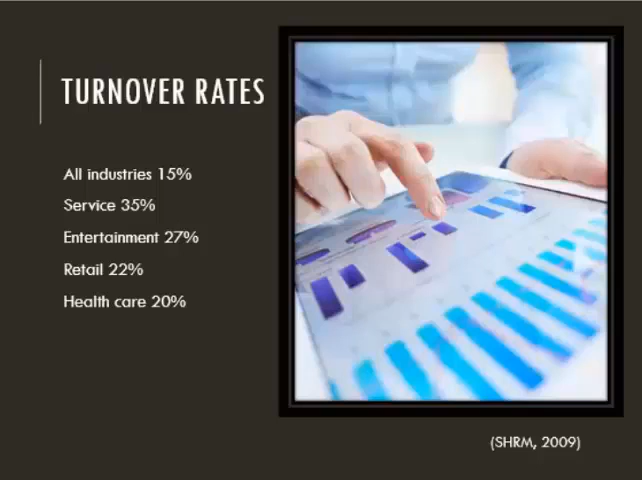 TURNOVER RATES
All industries 15%
Service 35%
Entertainment 27%
Retail 22%
Health care 20%
(SHRM, 2009)